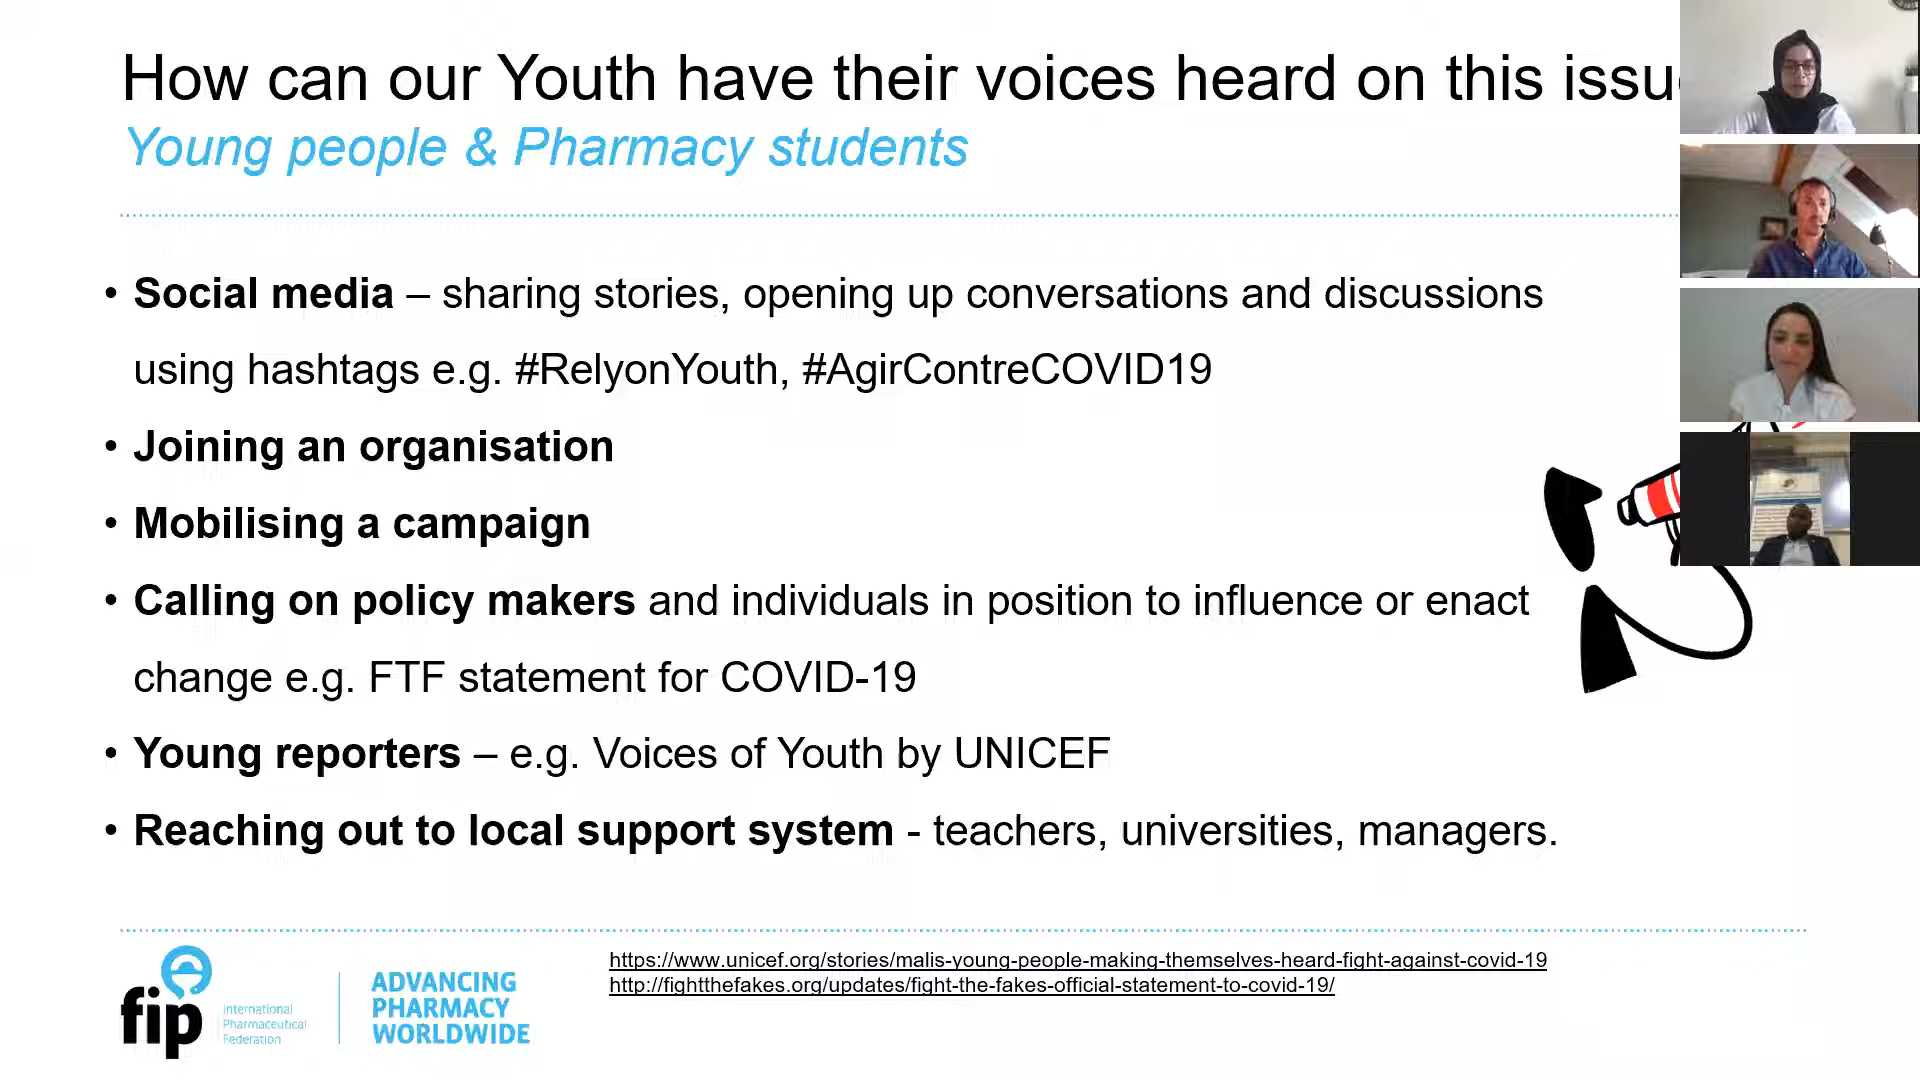 How can our Youth have their voices heard on this issu
Young people & Pharmacy students
• Social media – sharing stories, opening up conversations and discussions
using hashtags e.g. #RelyonYouth, #AgirContreCOVID19
• Joining an organisation
• Mobilising a campaign
• Calling on policy makers and individuals in position to influence or enact
change e.g. FTF statement for COVID-19
• Young reporters – e.g. Voices of Youth by UNICEF
• Reaching out to local support system - teachers, universities, managers.
https://www.unicef.org/stories/malis-young-people-making-themselves-heard-fight-against-covid-19
http://fightthefakes.org/updates/fight-the-fakes-official-statement-to-covid-19/
fip
International
Pharmaceutical
Federation
ADVANCING
PHARMACY
WORLDWIDE